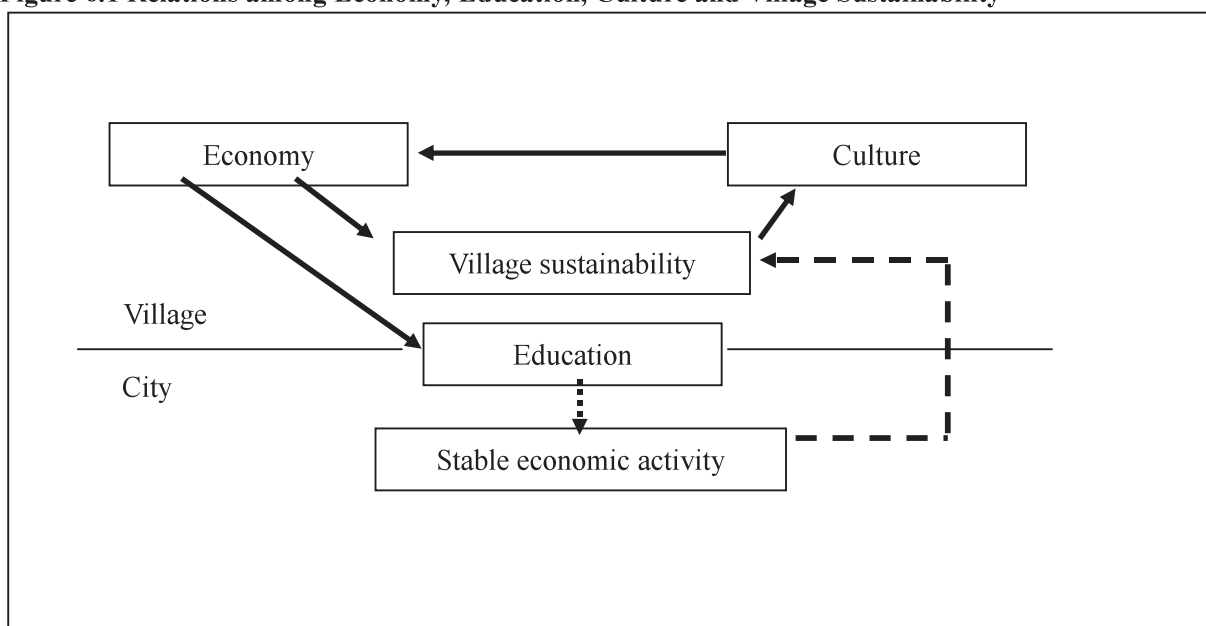 Figure 6.1 Relations among Economy, Education, Culture and Village Sustainability
Economy
Culture
Village sustainability
Village
Education
City
Stable economic activity